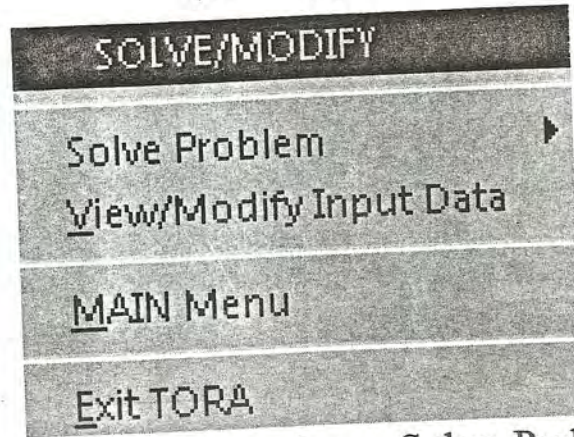 SOLVE/MODIFY
Solve Problem
View/Modify Input Data
MAIN Menu
Exit TORA